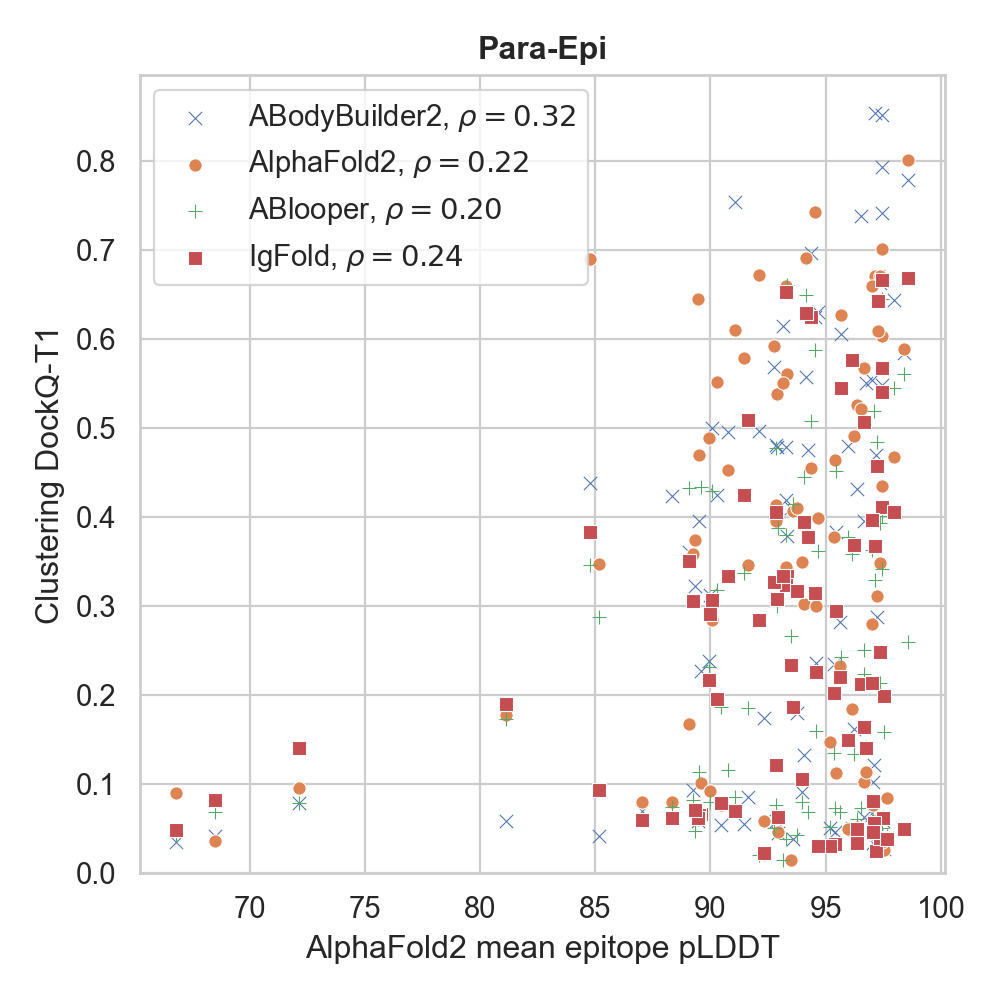 Para-Epi
ABodyBuilder2, ρ = 0.32
AlphaFold2, ρ = 0.22
ABlooper, ρ = 0.20
IgFold, ρ = 0.24
Clustering DockQ-T1
0.8
0.7
0.6
0.5
0.4
0.3
0.2
0.1
0.0
70 75 80 85 90 95 100
AlphaFold2 mean epitope pLDDT